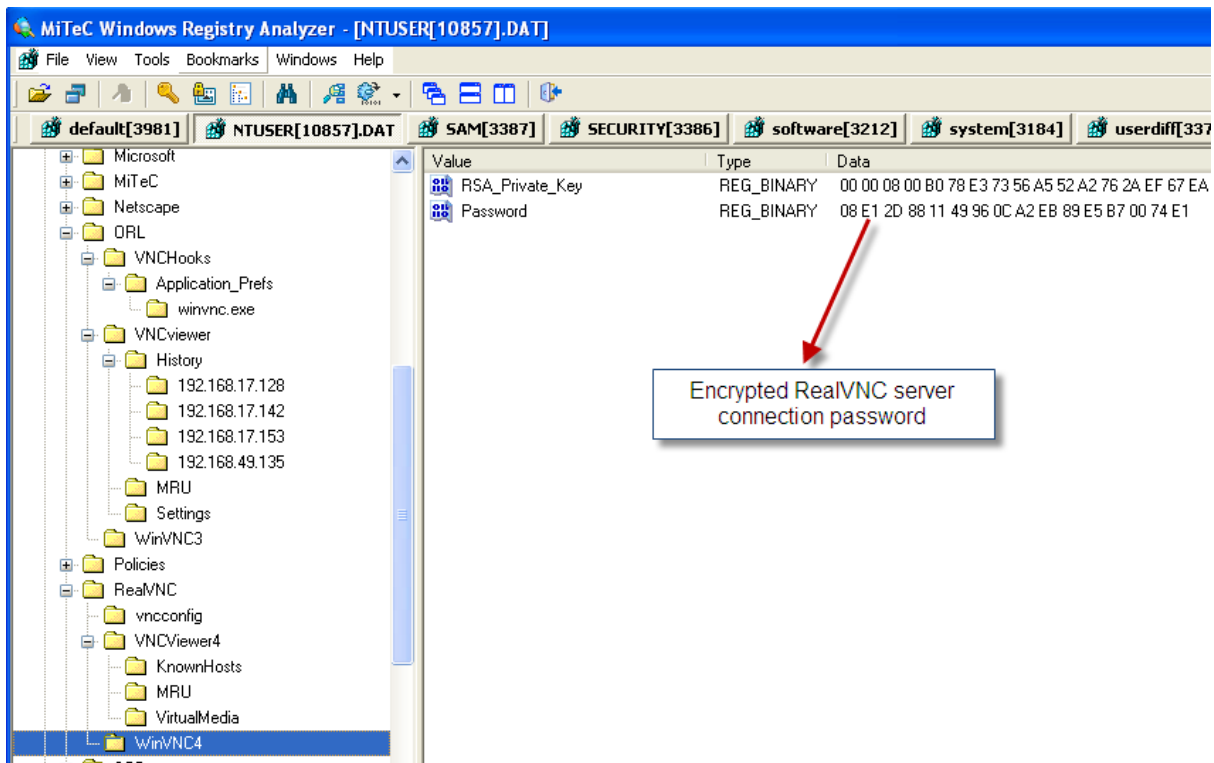 MiTeC Windows Registry Analyzer - [NTUSER[10857].DAT]
File View Tools Bookmarks Windows Help
default[3981] NTUSER[10857].DAT SAM[3387] SECURITY[3386] software[3212] system[3184] userdiff[337
Microsoft
MiTeC
Netscape
ORL
VNCHooks
Application_Prefs
winvnc.exe
VNCviewer
History
192.168.17.128
192.168.17.142
192.168.17.153
192.168.49.135
MRU
Settings
WinVNC3
Policies
RealVNC
vncconfig
VNCViewer4
KnownHosts
MRU
VirtualMedia
WinVNC4
Value Type Data
RSA_Private_Key REG_BINARY 00 00 08 00 B0 78 E3 73 56 A5 52 A2 76 2A EF 67 EA
Password REG_BINARY 08 E1 2D 88 11 49 96 0C A2 EB 89 E5 B7 00 74 E1
Encrypted RealVNC server
connection password